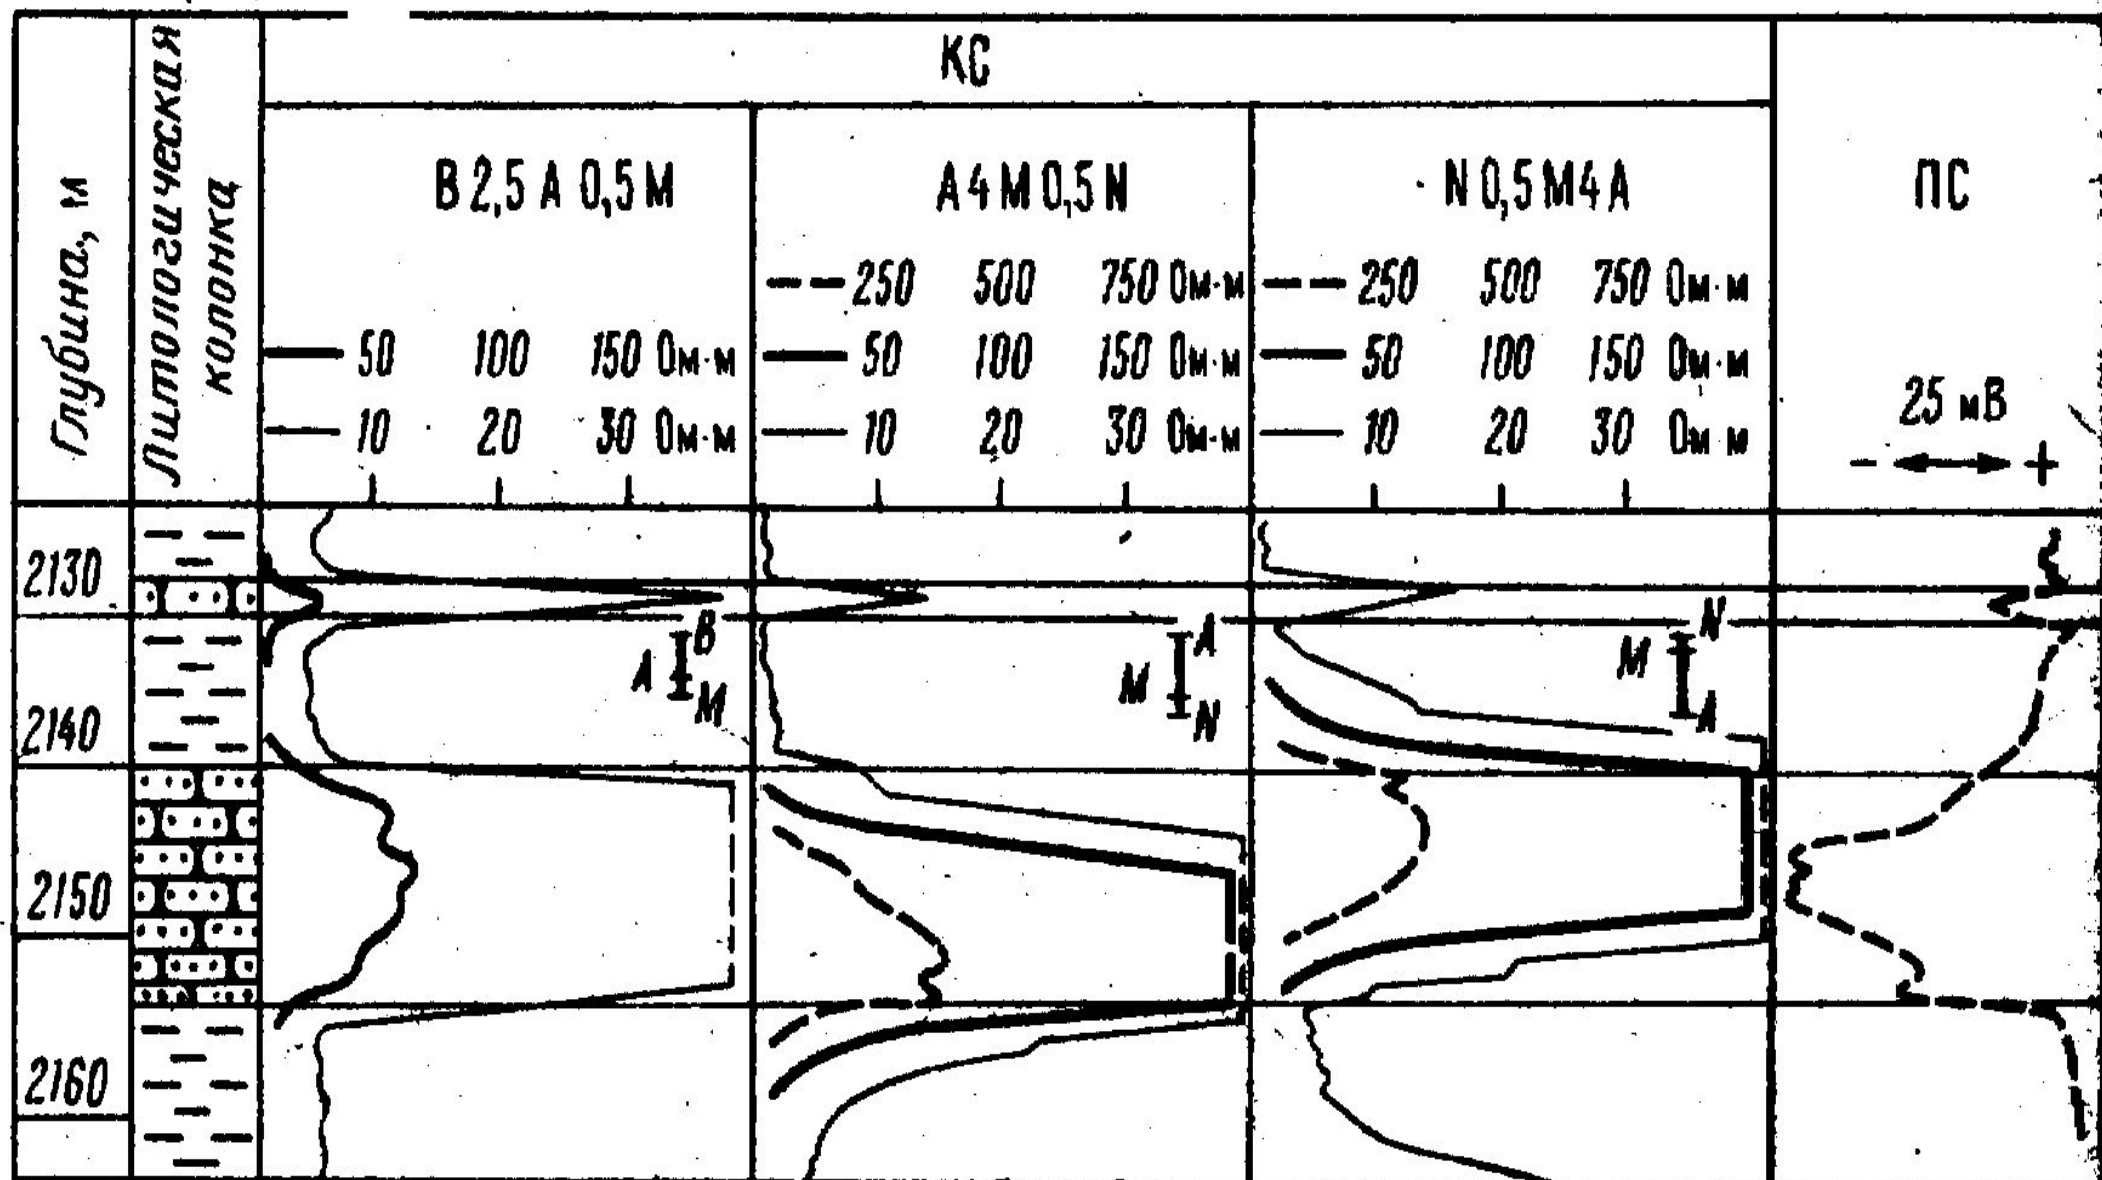 КС
Глубина, м
Литологическая
колонка
В 2,5 А 0,5 М
А 4 М 0,5 N
N 0,5 М 4 А
ПС
250 500 750 Ом·м
250 500 750 Ом·м
50 100 150 Ом·м
50 100 150 Ом·м
50 100 150 Ом·м
10 20 30 Ом·м
10 20 30 Ом·м
10 20 30 Ом м
25 мВ
- +
2130
B
A
M
A
M
N
N
M
A
2140
2150
2160